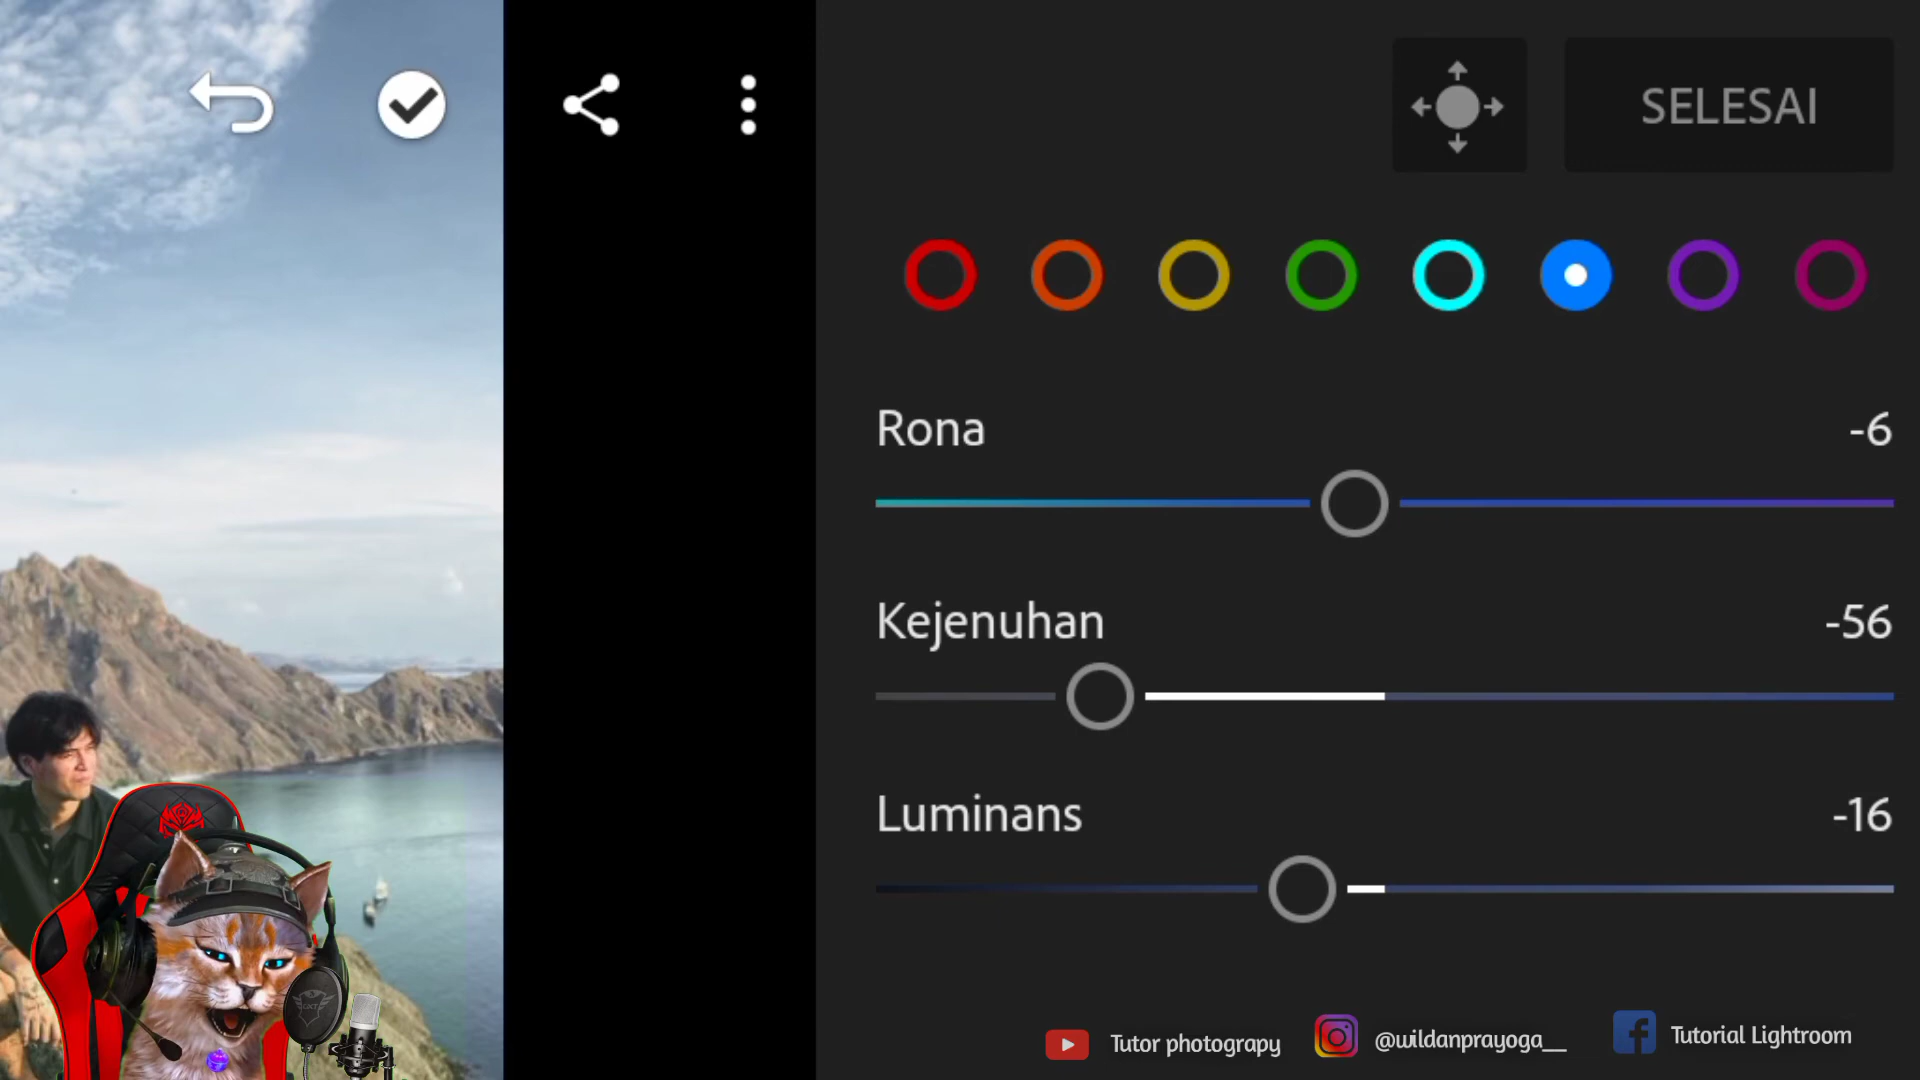 SELESAI
Rona -6
Kejenuhan -56
Luminans -16
Tutor photograpy @wildanprayoga__ Tutorial Lightroom